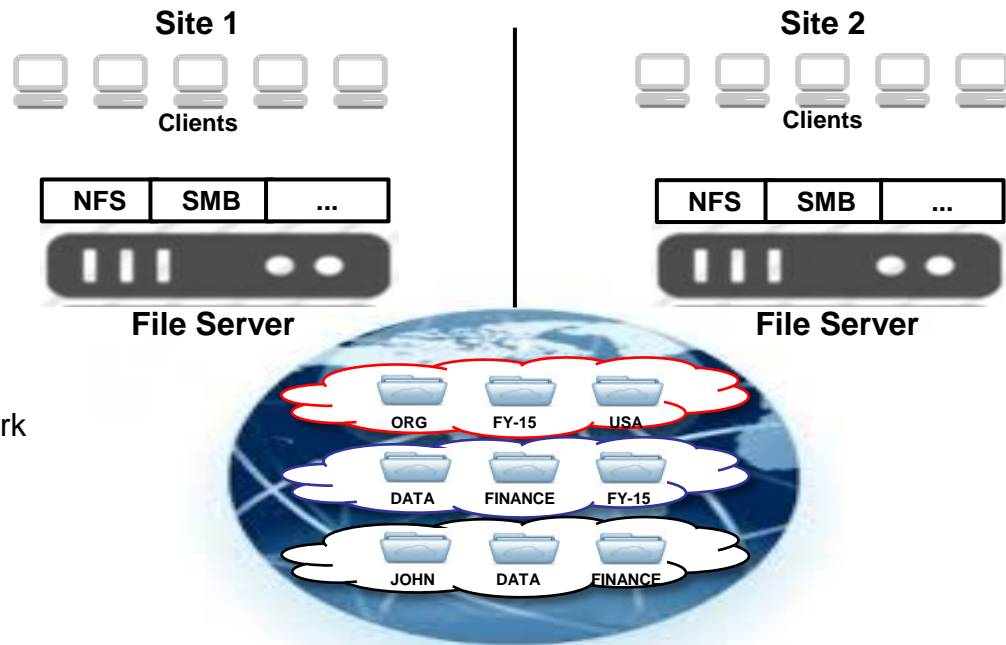 Site 1
Site 2
Clients
Clients
NFS SMB ...
NFS SMB ...
File Server
File Server
ORG FY-15 USA
rk
DATA FINANCE FY-15
JOHN DATA FINANCE